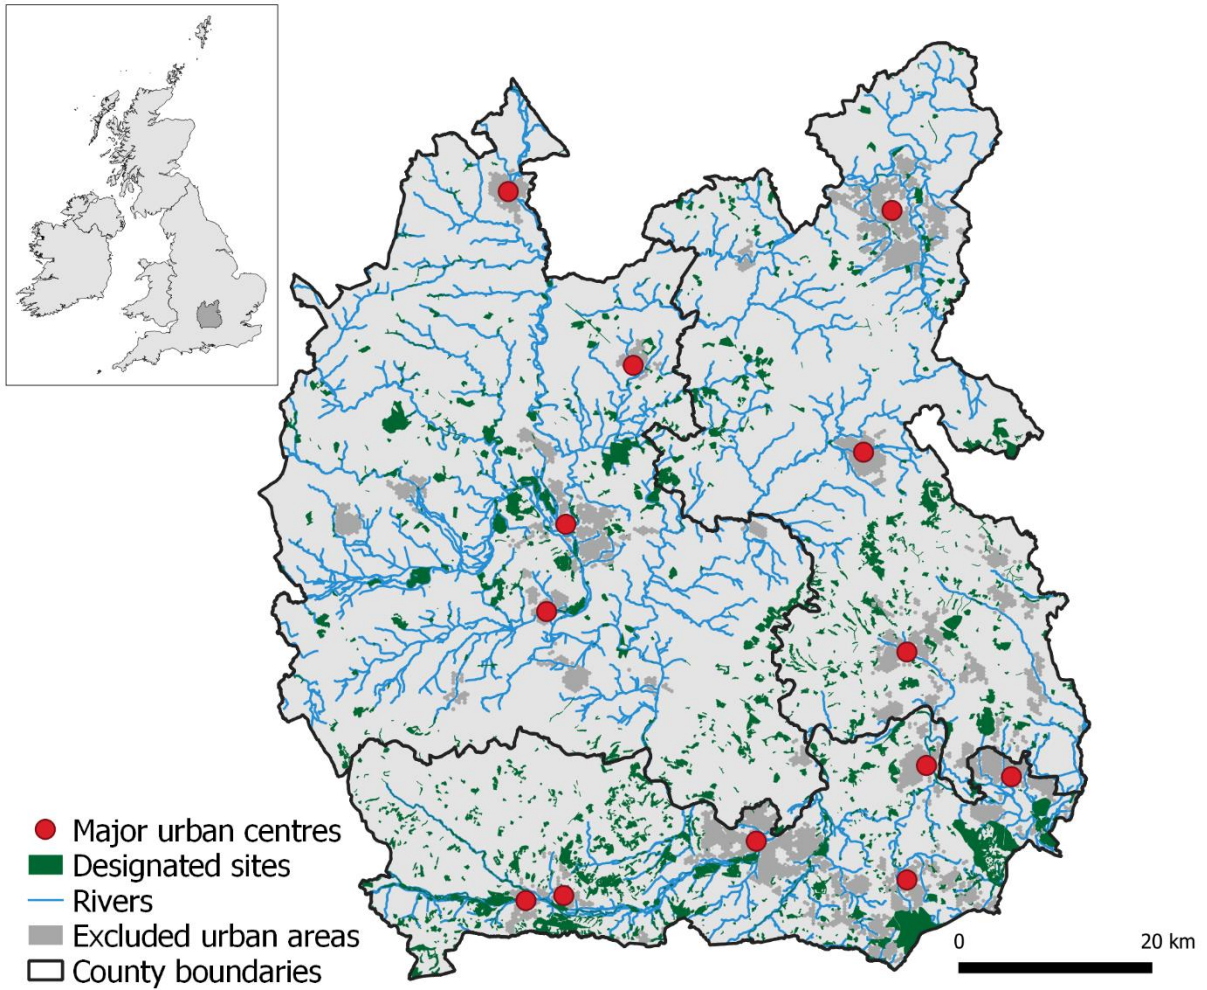 Major urban centres
Designated sites
Rivers
Excluded urban areas
County boundaries
0 20 km